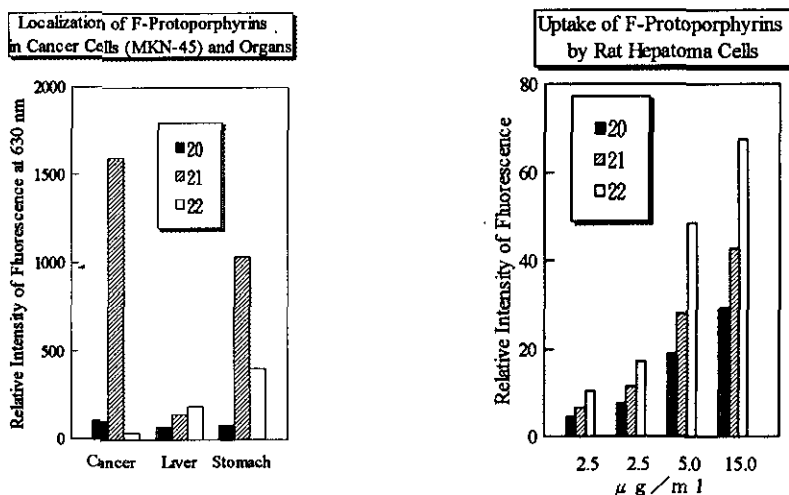 Localization of F-Protoporphyrins
in Cancer Cells (MKN-45) and Organs
Relative Intensity of Fluorescence at 630 nm
2000
1500
1000
500
0
20
21
22
Cancer Liver Stomach
Uptake of F-Protoporphyrins
by Rat Hepatoma Cells
Relative Intensity of Fluorescence
80
60
40
20
0
20
21
22
2.5 2.5 5.0 15.0
μg/ml